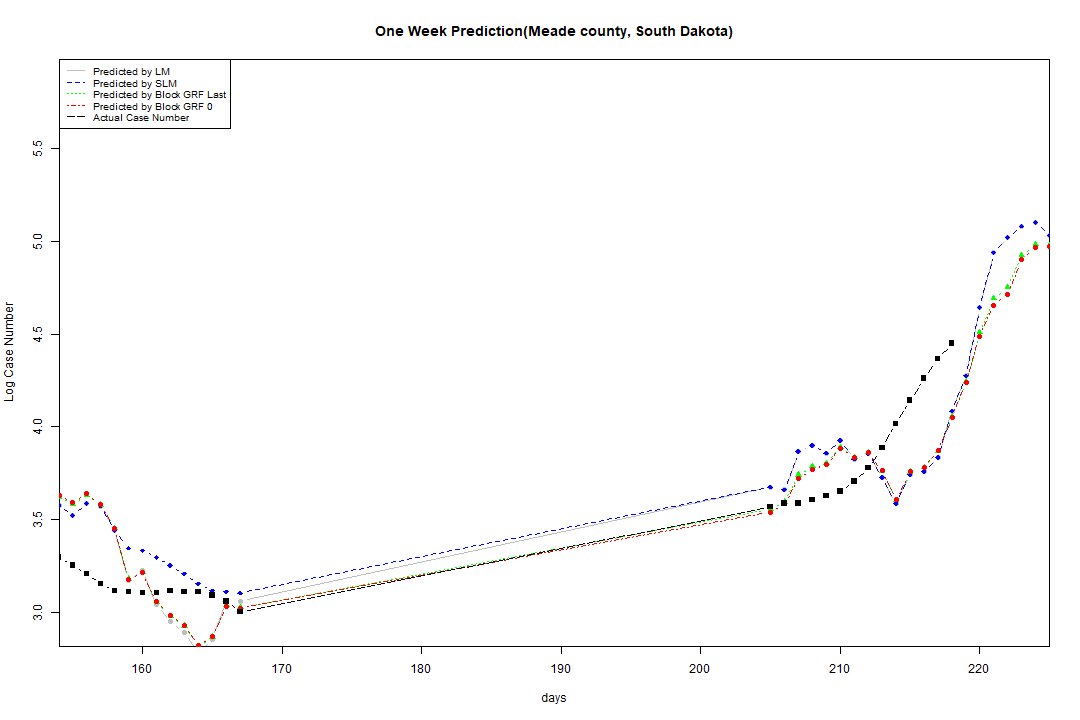 One Week Prediction(Meade county, South Dakota)
Predicted by LM
Predicted by SLM
Predicted by Block GRF Last
Predicted by Block GRF 0
Actual Case Number
5.5
5.0
4.5
4.0
3.5
3.0
Log Case Number
160 170 180 190 200 210 220
days